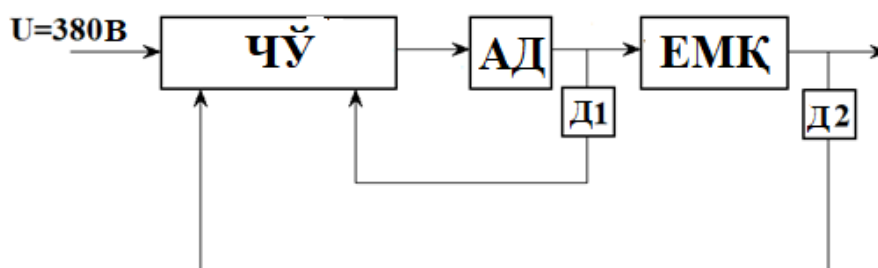 U=380В
ЧЎ
АД
ЕМҚ
Д1
Д2